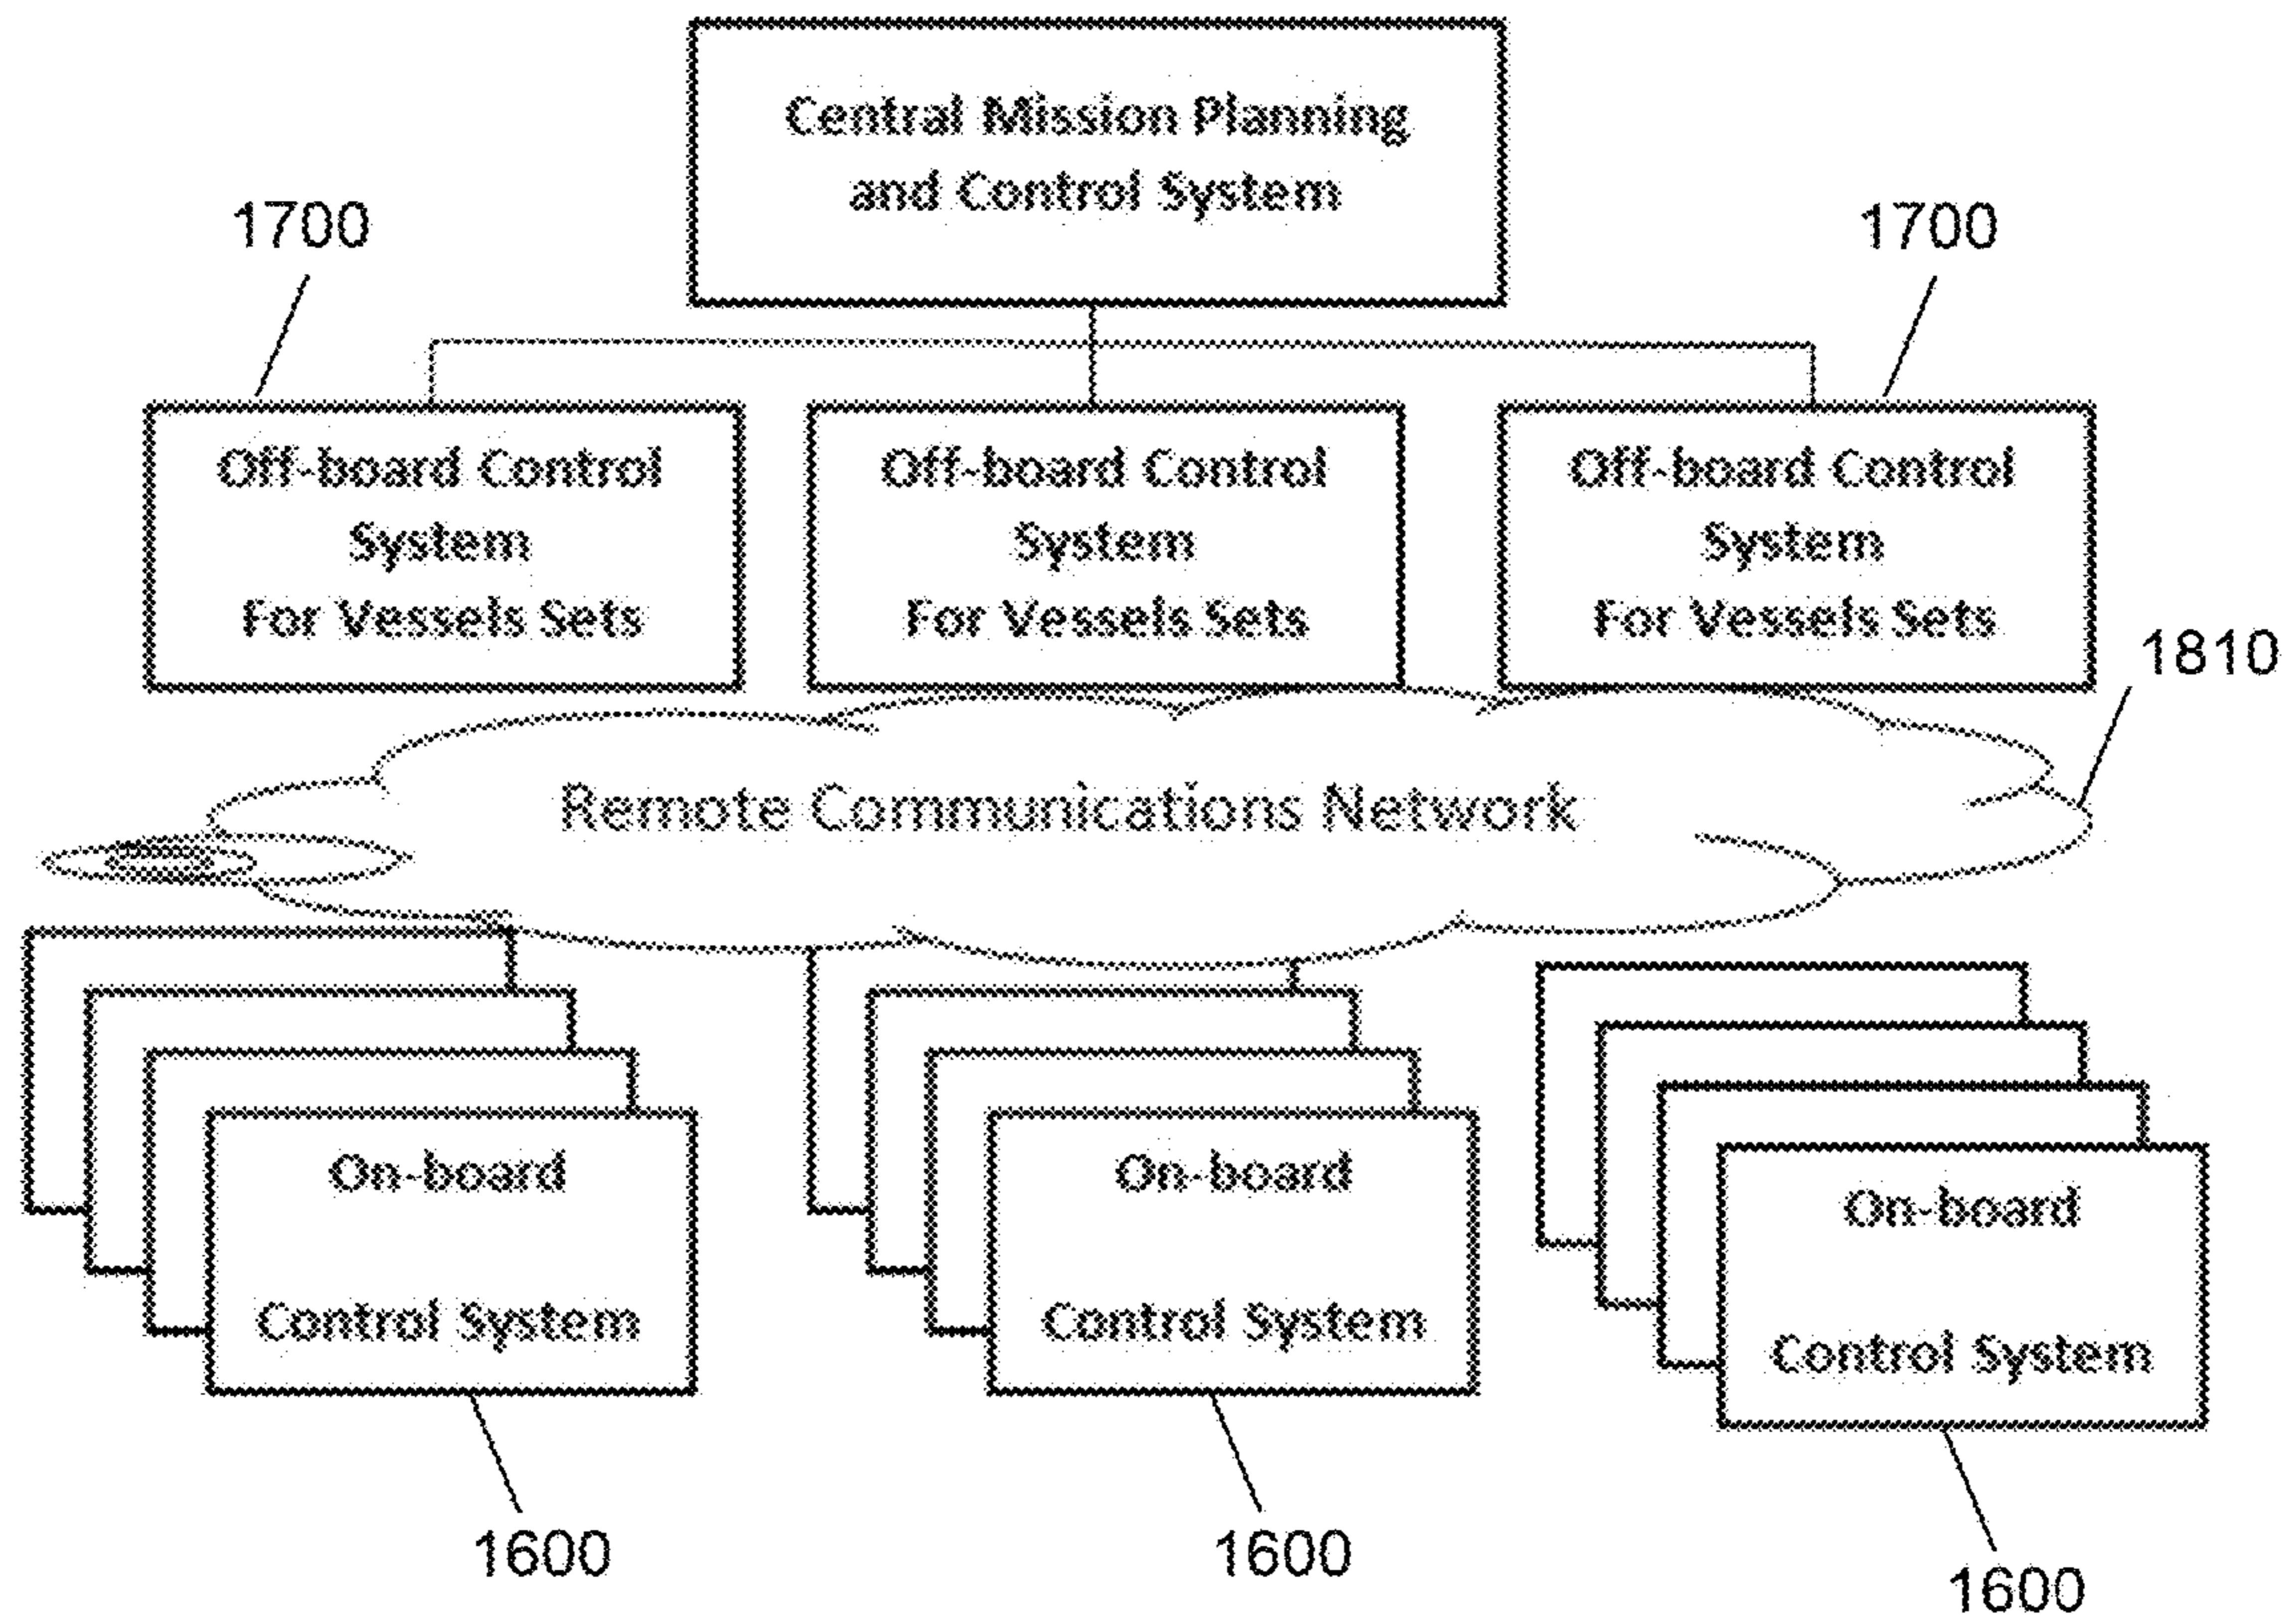 Central Mission Planning
and Control System
1700
1700
Off-board Control
System
For Vessels Sets
Off-board Control
System
For Vessels Sets
Off-board Control
System
For Vessels Sets
1810
Remote Communications Network
On-board
Control System
On-board
Control System
On-board
Control System
1600
1600
1600